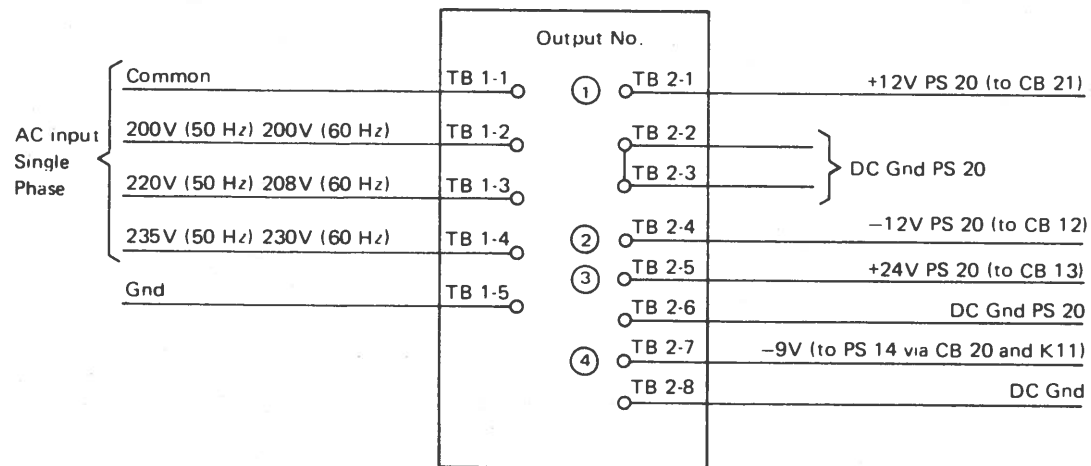 Output No.
Common
TB 1-1
1
TB 2-1
+12V PS 20 (to CB 21)
AC input
Single
Phase
200V (50 Hz) 200V (60 Hz)
TB 1-2
TB 2-2
220V (50 Hz) 208V (60 Hz)
TB 1-3
TB 2-3
DC Gnd PS 20
235V (50 Hz) 230V (60 Hz)
TB 1-4
2
TB 2-4
−12V PS 20 (to CB 12)
3
TB 2-5
+24V PS 20 (to CB 13)
Gnd
TB 1-5
TB 2-6
DC Gnd PS 20
4
TB 2-7
−9V (to PS 14 via CB 20 and K11)
TB 2-8
DC Gnd